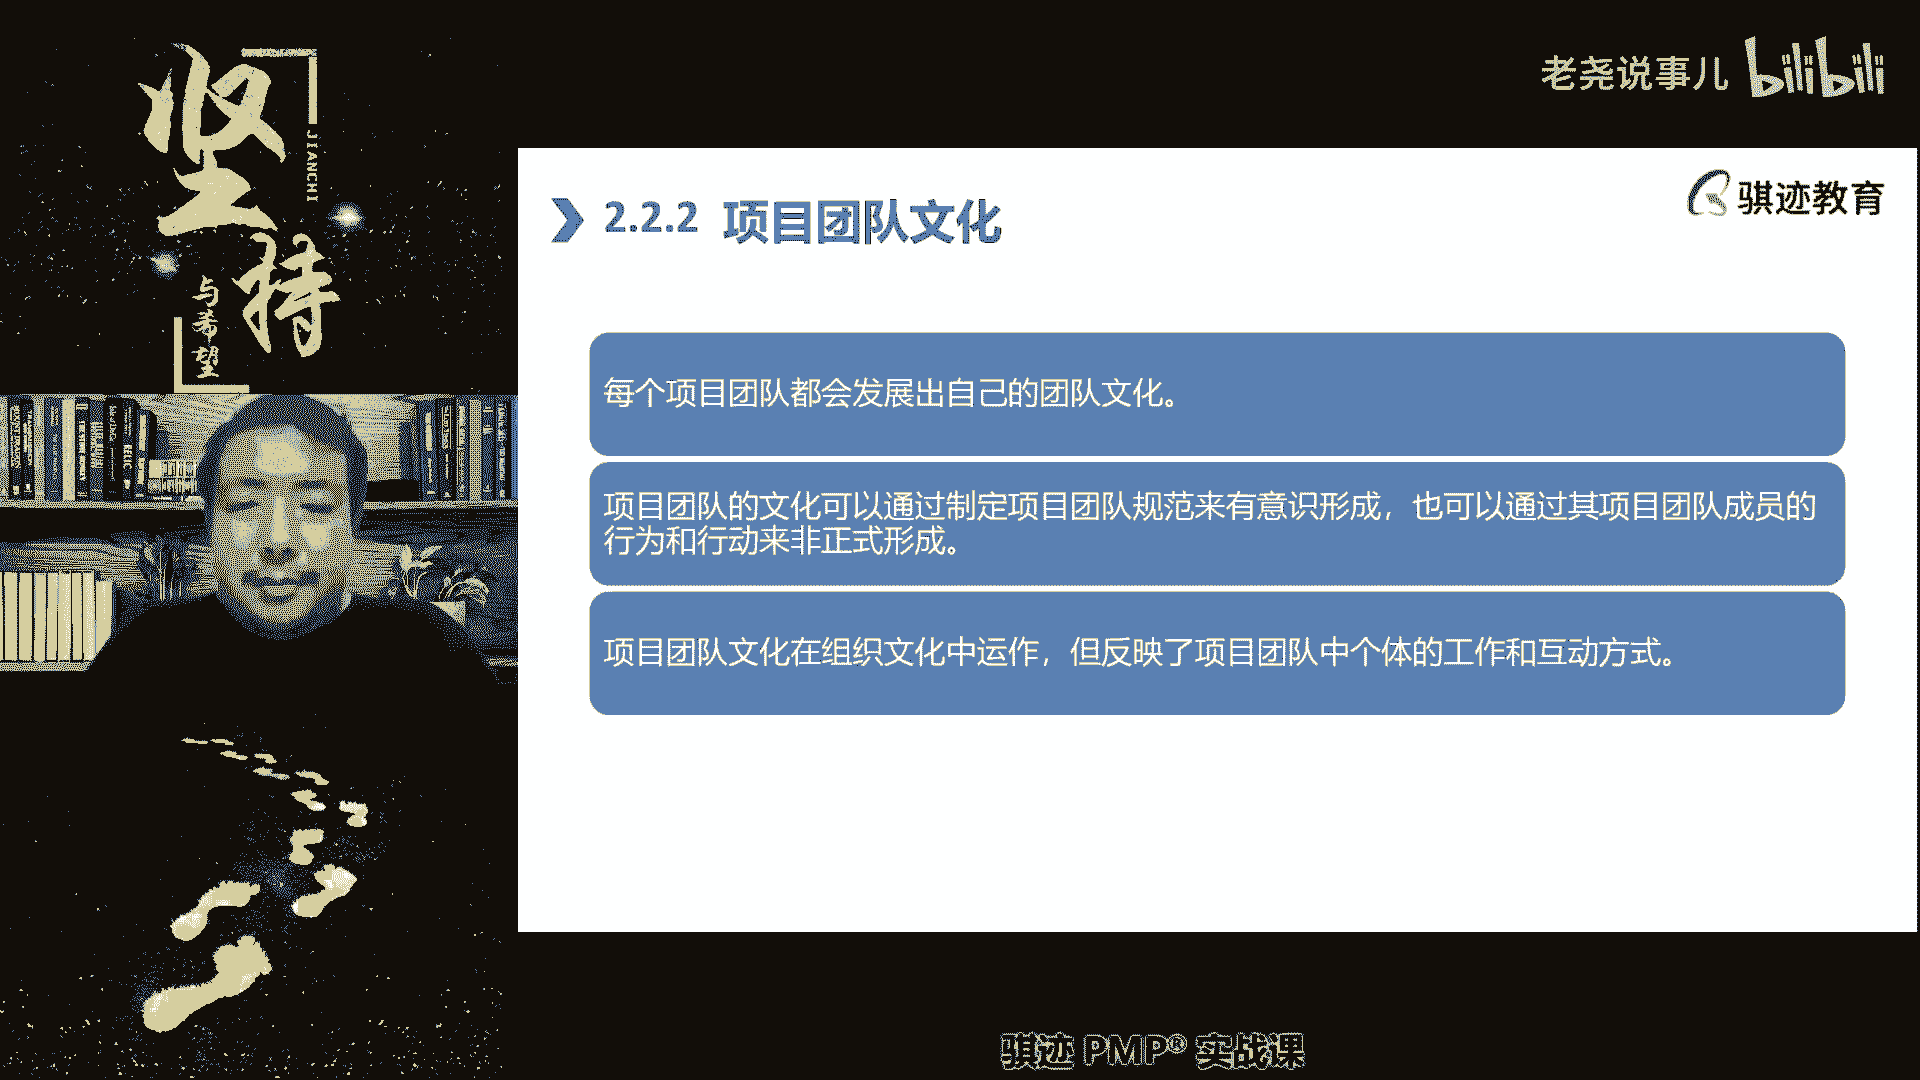 坚持
JIANCHI
与希望
老尧说事儿 bilibili
骐迹教育
2.2.2 项目团队文化
每个项目团队都会发展出自己的团队文化。
项目团队的文化可以通过制定项目团队规范来有意识形成，也可以通过其项目团队成员的
行为和行动来非正式形成。
项目团队文化在组织文化中运作，但反映了项目团队中个体的工作和互动方式。
骐迹 PMP® 实战课